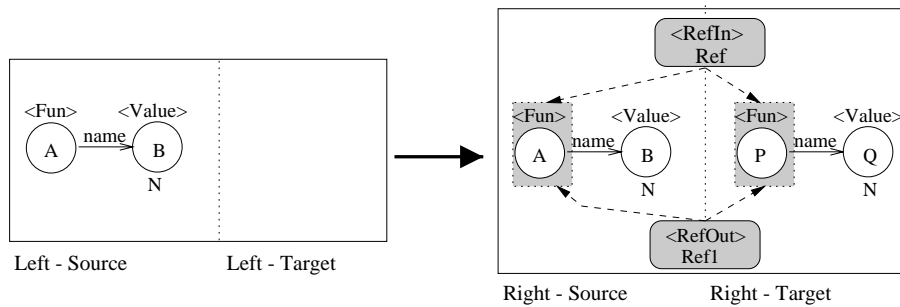 <Fun>
<Value>
A
name
B
N
Left - Source
Left - Target
<RefIn>
Ref
<Fun>
<Value>
<Fun>
<Value>
A
name
B
P
name
Q
N
N
<RefOut>
Ref1
Right - Source
Right - Target